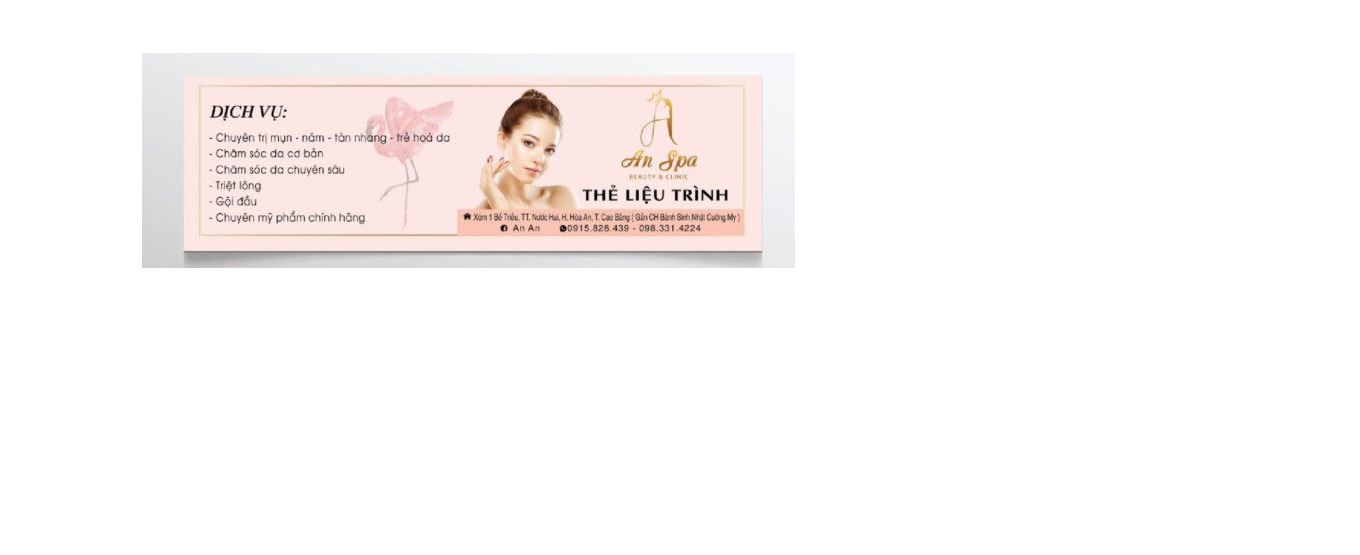 DỊCH VỤ:
- Chuyên trị mụn - nám - tàn nhang - trẻ hoá da
- Chăm sóc da cơ bản
- Chăm sóc da chuyên sâu
- Triệt lông
- Gội đầu
- Chuyên mỹ phẩm chính hãng
An Spa
BEAUTY & CLINIC
THẺ LIỆU TRÌNH
Xóm 1 Bế Triều, TT. Nước Hai, H. Hòa An, T. Cao Bằng ( Gần CH Bánh Sinh Nhật Cường My )
An An 0915.828.439 - 098.331.4224